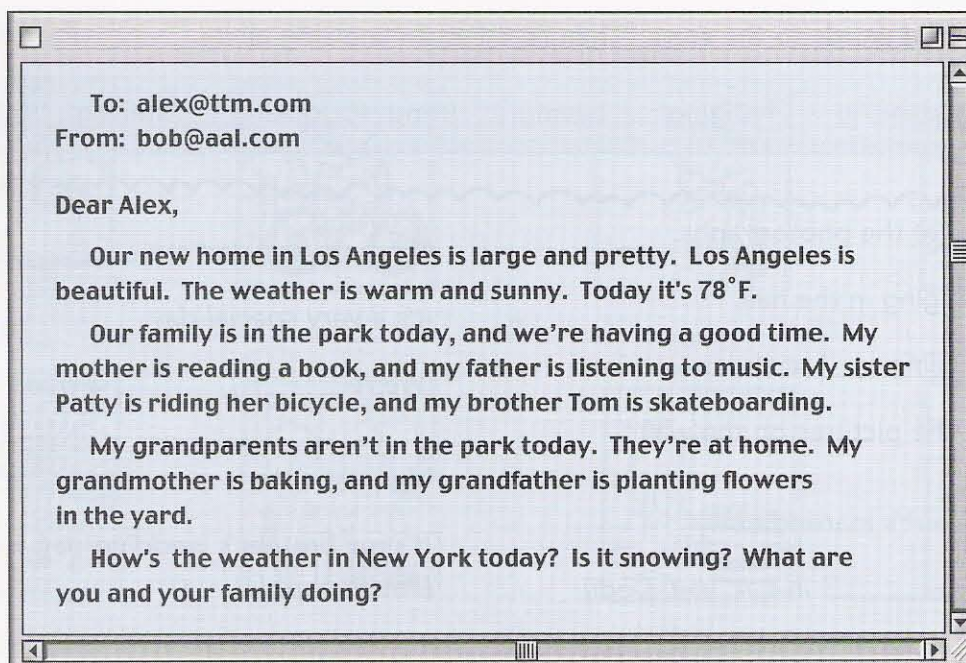 To: alex@ttm.com
From: bob@aal.com
Dear Alex,
Our new home in Los Angeles is large and pretty. Los Angeles is
beautiful. The weather is warm and sunny. Today it's 78°F.
Our family is in the park today, and we're having a good time. My
mother is reading a book, and my father is listening to music. My sister
Patty is riding her bicycle, and my brother Tom is skateboarding.
My grandparents aren't in the park today. They're at home. My
grandmother is baking, and my grandfather is planting flowers
in the yard.
How's the weather in New York today? Is it snowing? What are
you and your family doing?